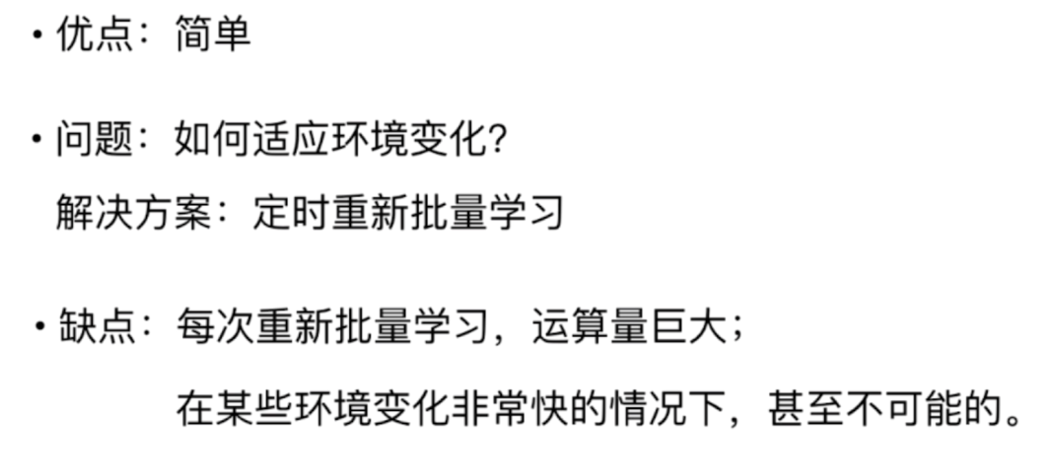 • 优点：简单
• 问题：如何适应环境变化？
解决方案：定时重新批量学习
• 缺点：每次重新批量学习，运算量巨大；
在某些环境变化非常快的情况下，甚至不可能的。